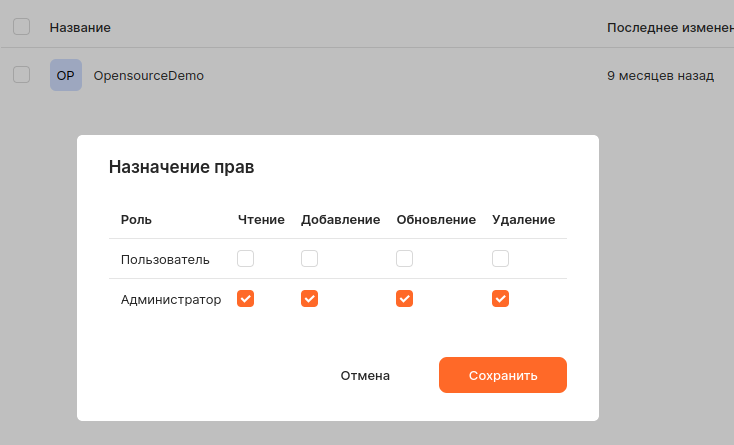 Название Последнее изменен
OP OpensourceDemo 9 месяцев назад
Назначение прав
Роль Чтение Добавление Обновление Удаление
Пользователь
Администратор
Отмена Сохранить